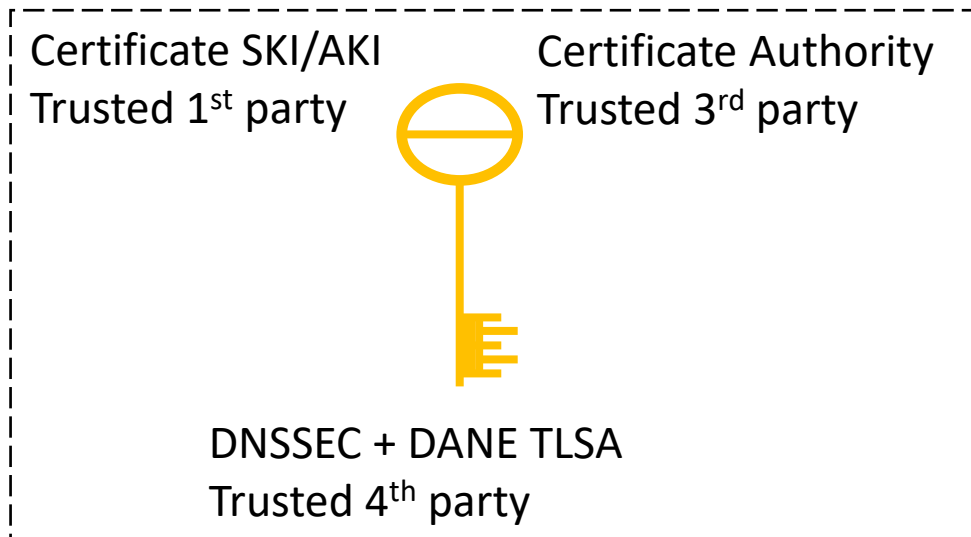 Certificate SKI/AKI
Trusted 1st party
Certificate Authority
Trusted 3rd party
DNSSEC + DANE TLSA
Trusted 4th party